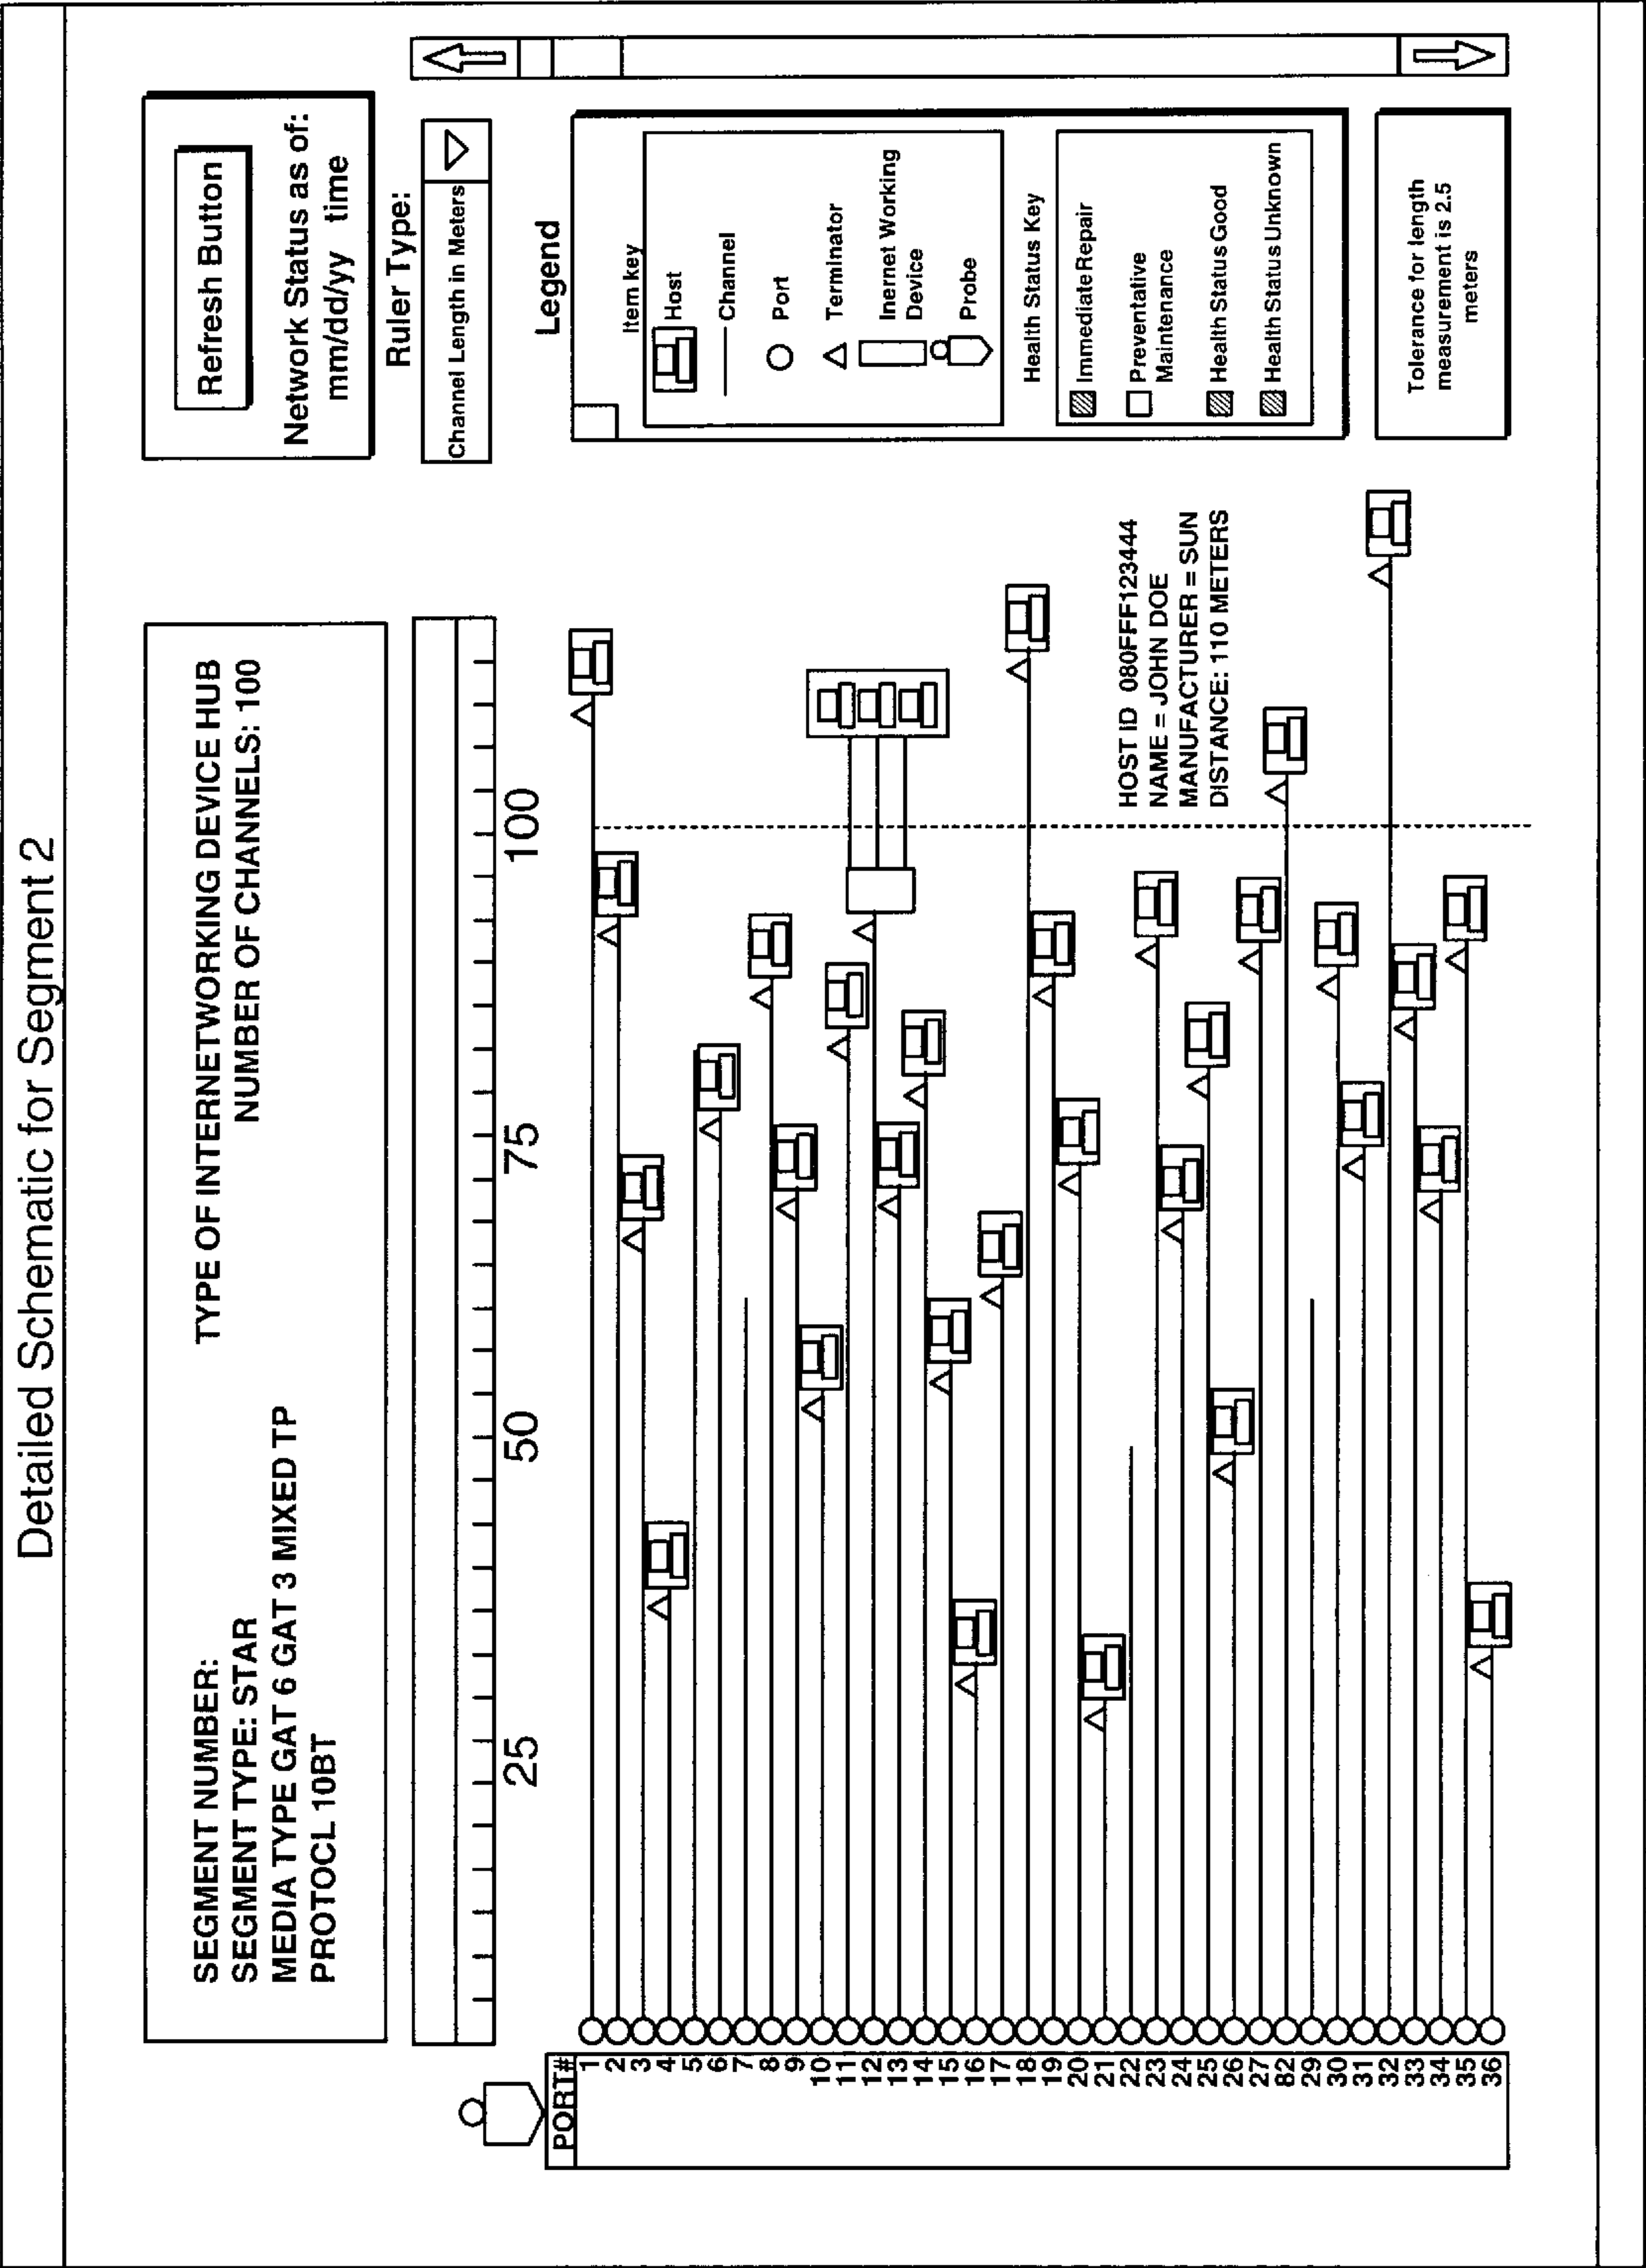 Detailed Schematic for Segment 2
SEGMENT NUMBER:
SEGMENT TYPE: STAR
MEDIA TYPE GAT 6 GAT 3 MIXED TP
PROTOCL 10BT
TYPE OF INTERNETWORKING DEVICE HUB
NUMBER OF CHANNELS: 100
Refresh Button
Network Status as of:
mm/dd/yy time
Ruler Type:
Channel Length in Meters
25
50
75
100
PORT#
1
2
3
4
5
6
7
8
9
10
11
12
13
14
15
16
17
18
19
20
21
22
23
24
25
26
27
82
29
30
31
32
33
34
35
36
HOST ID 080FFF123444
NAME = JOHN DOE
MANUFACTURER = SUN
DISTANCE: 110 METERS
Legend
Item key
Host
Channel
Port
Terminator
Inernet Working
Device
Probe
Health Status Key
Immediate Repair
Preventative
Maintenance
Health Status Good
Health Status Unknown
Tolerance for length
measurement is 2.5
meters